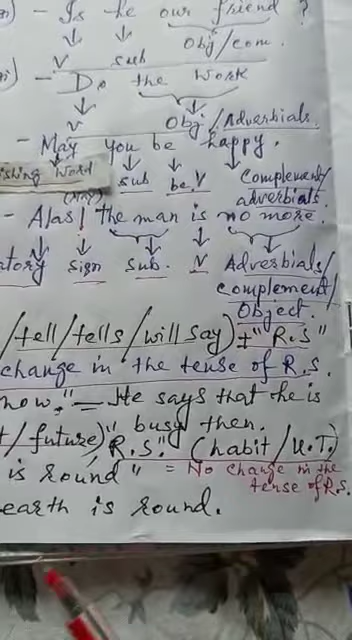 - Is he our friend ?
V sub Obj/com.
- Do the work
V Obj/Adverbials.
- May you be happy.
ishing Word sub be.V Complement/
adverbials.
- Alas! the man is no more.
atory sign sub. V Adverbials/
complement/
Object.
/tell/tells/will say) + "R.S"
change in the tense of R.S.
now." — He says that he is
busy then.
t/future) "R.S." (habit/U.T.)
is round" = No change in the
tense of R.S.
earth is round.